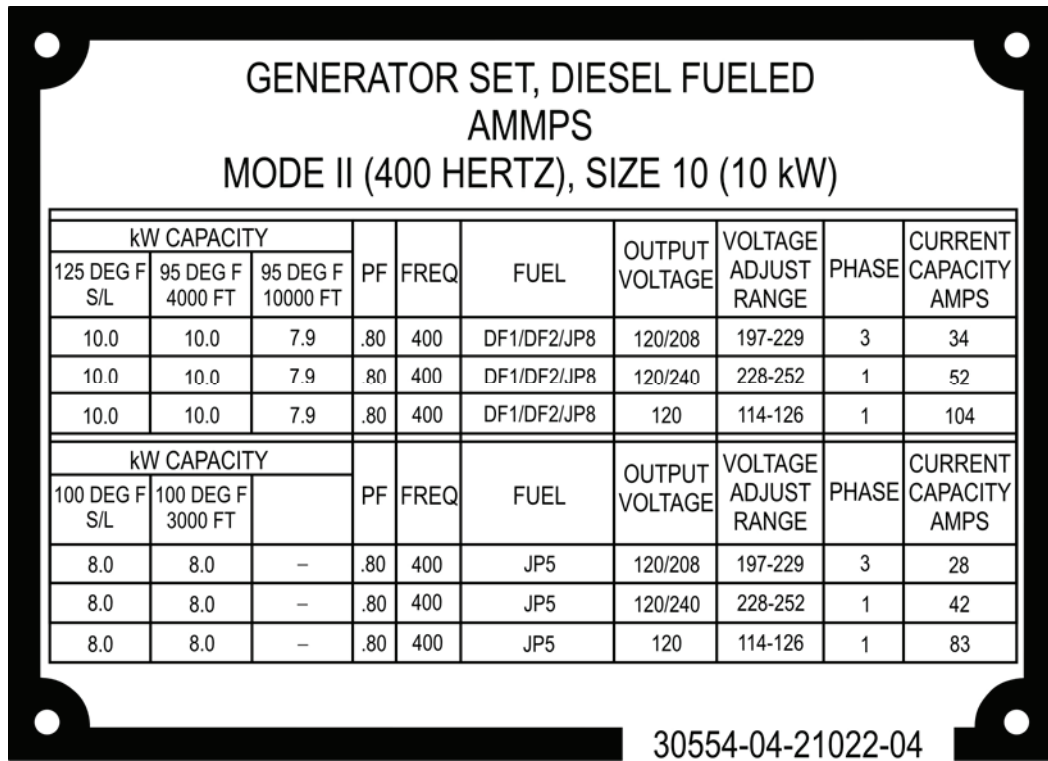 GENERATOR SET, DIESEL FUELED
AMMPS
MODE II (400 HERTZ), SIZE 10 (10 kW)
kW CAPACITY PF FREQ FUEL OUTPUT VOLTAGE VOLTAGE ADJUST RANGE PHASE CURRENT CAPACITY AMPS
125 DEG F S/L 95 DEG F 4000 FT 95 DEG F 10000 FT
10.0 10.0 7.9 .80 400 DF1/DF2/JP8 120/208 197-229 3 34
10.0 10.0 7.9 .80 400 DF1/DF2/JP8 120/240 228-252 1 52
10.0 10.0 7.9 .80 400 DF1/DF2/JP8 120 114-126 1 104
kW CAPACITY PF FREQ FUEL OUTPUT VOLTAGE VOLTAGE ADJUST RANGE PHASE CURRENT CAPACITY AMPS
100 DEG F S/L 100 DEG F 3000 FT
8.0 8.0 – .80 400 JP5 120/208 197-229 3 28
8.0 8.0 – .80 400 JP5 120/240 228-252 1 42
8.0 8.0 – .80 400 JP5 120 114-126 1 83
30554-04-21022-04